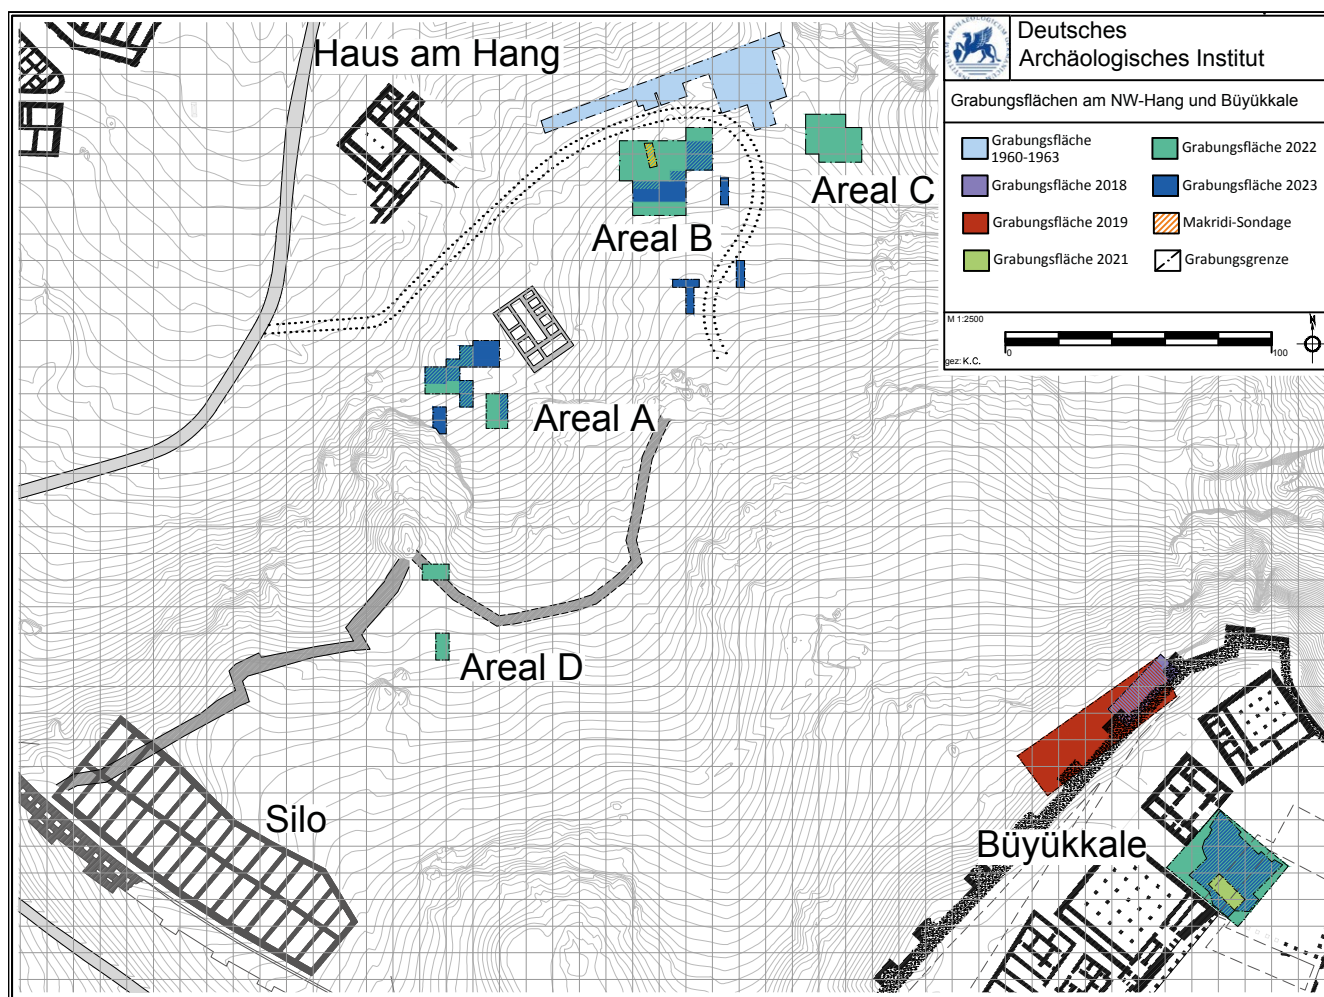 Haus am Hang
Areal C
Areal B
Areal A
Areal D
Silo
Büyükkale
Deutsches
Archäologisches Institut
Grabungsflächen am NW-Hang und Büyükkale
Grabungsfläche
1960-1963
Grabungsfläche 2018
Grabungsfläche 2019
Grabungsfläche 2021
Grabungsfläche 2022
Grabungsfläche 2023
Makridi-Sondage
Grabungsgrenze
M 1:2500
0
100
N
gez: K.C.